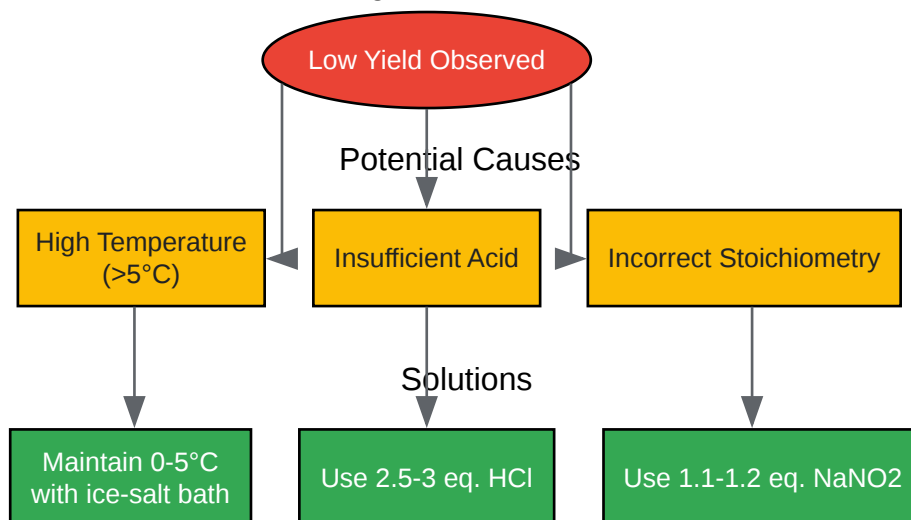 Low Yield Observed
Potential Causes
High Temperature
(>5°C)
Insufficient Acid
Incorrect Stoichiometry
Solutions
Maintain 0-5°C
with ice-salt bath
Use 2.5-3 eq. HCl
Use 1.1-1.2 eq. NaNO2